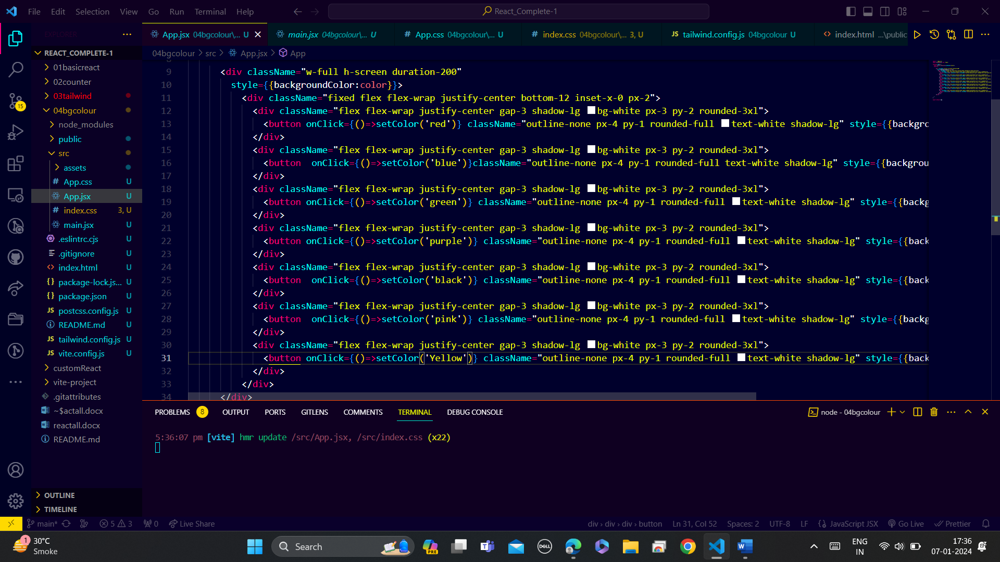 File Edit Selection View Go Run Terminal Help
React_Complete-1
EXPLORER
App.jsx 04bgcolour\... U
main.jsx 04bgcolour\... U
# App.css 04bgcolour\... U
# index.css 04bgcolour\... 3, U
JS tailwind.config.js 04bgcolour U
<> index.html ...\public
04bgcolour > src > App.jsx > App
REACT_COMPLETE-1
01basicreact
02counter
03tailwind
04bgcolour
node_modules
public
src
assets
# App.css U
App.jsx U
# index.css 3, U
main.jsx U
.eslintrc.cjs U
.gitignore U
<> index.html U
{} package-lock.js... U
{} package.json U
JS postcss.config.js U
README.md U
JS tailwind.config.js U
JS vite.config.js U
customReact
vite-project
.gitattributes
~$actall.docx
reactall.docx
README.md
OUTLINE
TIMELINE
15
9 <div className="w-full h-screen duration-200"
10 style={{backgroundColor:color}}>
11 <div className="fixed flex flex-wrap justify-center bottom-12 inset-x-0 px-2">
12 <div className="flex flex-wrap justify-center gap-3 shadow-lg bg-white px-3 py-2 rounded-3xl">
13 <button onClick={()=>setColor('red')} className="outline-none px-4 py-1 rounded-full text-white shadow-lg" style={{backgro
14 </div>
15 <div className="flex flex-wrap justify-center gap-3 shadow-lg bg-white px-3 py-2 rounded-3xl">
16 <button  onClick={()=>setColor('blue')}className="outline-none px-4 py-1 rounded-full text-white shadow-lg" style={{backgrou
17 </div>
18 <div className="flex flex-wrap justify-center gap-3 shadow-lg bg-white px-3 py-2 rounded-3xl">
19 <button onClick={()=>setColor('green')} className="outline-none px-4 py-1 rounded-full text-white shadow-lg" style={{backg
20 </div>
21 <div className="flex flex-wrap justify-center gap-3 shadow-lg bg-white px-3 py-2 rounded-3xl">
22 <button onClick={()=>setColor('purple')} className="outline-none px-4 py-1 rounded-full text-white shadow-lg" style={{back
23 </div>
24 <div className="flex flex-wrap justify-center gap-3 shadow-lg bg-white px-3 py-2 rounded-3xl">
25 <button  onClick={()=>setColor('black')} className="outline-none px-4 py-1 rounded-full text-white shadow-lg" style={{back
26 </div>
27 <div className="flex flex-wrap justify-center gap-3 shadow-lg bg-white px-3 py-2 rounded-3xl">
28 <button  onClick={()=>setColor('pink')} className="outline-none px-4 py-1 rounded-full text-white shadow-lg" style={{backg
29 </div>
30 <div className="flex flex-wrap justify-center gap-3 shadow-lg bg-white px-3 py-2 rounded-3xl">
31 <button onClick={()=>setColor('Yellow')} className="outline-none px-4 py-1 rounded-full text-white shadow-lg" style={{back
32 </div>
33 </div>
34 </div>
PROBLEMS 8 OUTPUT PORTS GITLENS COMMENTS TERMINAL DEBUG CONSOLE
node - 04bgcolour
5:36:07 pm [vite] hmr update /src/App.jsx, /src/index.css (x22)
main* 5 3 0 Live Share
div › div › div › button Ln 31, Col 52 Spaces: 2 UTF-8 LF {} JavaScript JSX Go Live Prettier
1
30°C
Smoke
Search
PRE
DELL
ENG
IN
17:36
07-01-2024